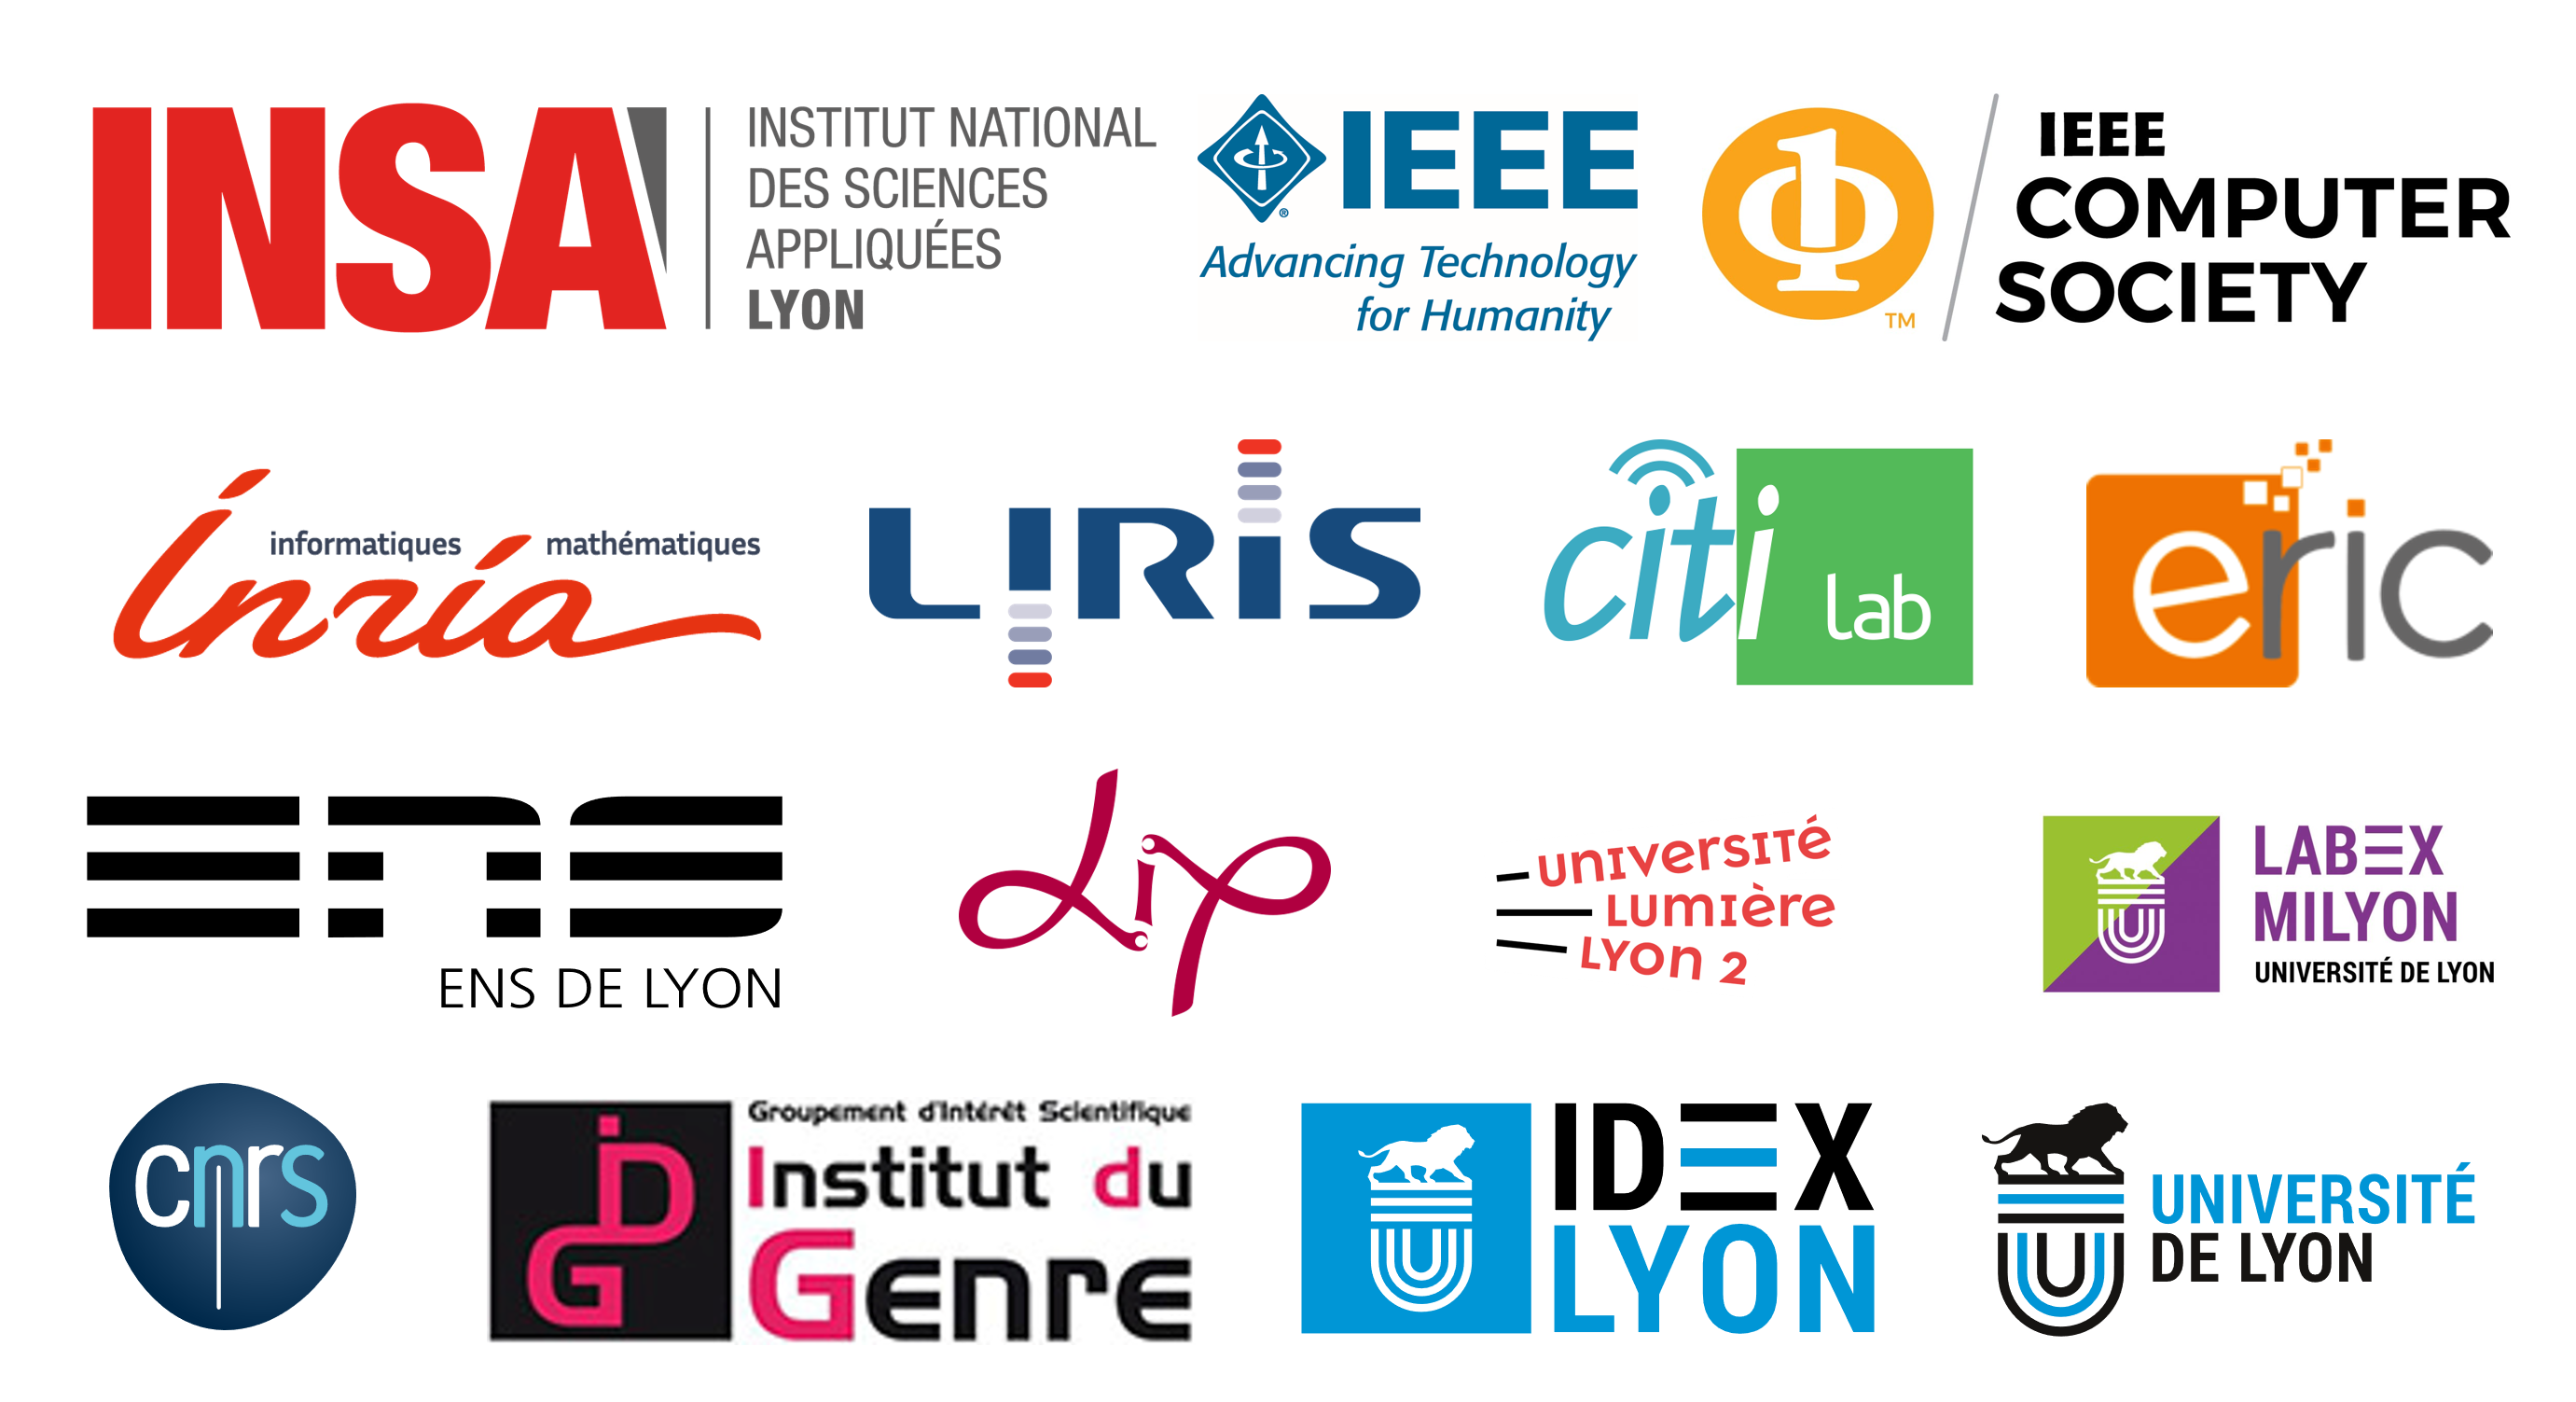 INSA
INSTITUT NATIONAL
DES SCIENCES
APPLIQUÉES
LYON
IEEE
®
Advancing Technology
for Humanity
TM
IEEE
COMPUTER
SOCIETY
informatiques mathématiques
Inria
LIRIS
citi lab
eric
ens
ENS DE LYON
LiP
université
Lumière
Lyon 2
LABEX
MILYON
UNIVERSITÉ DE LYON
cnrs
iDG
Groupement d'Intérêt Scientifique
Institut du
Genre
IDEX
LYON
UNIVERSITÉ
DE LYON